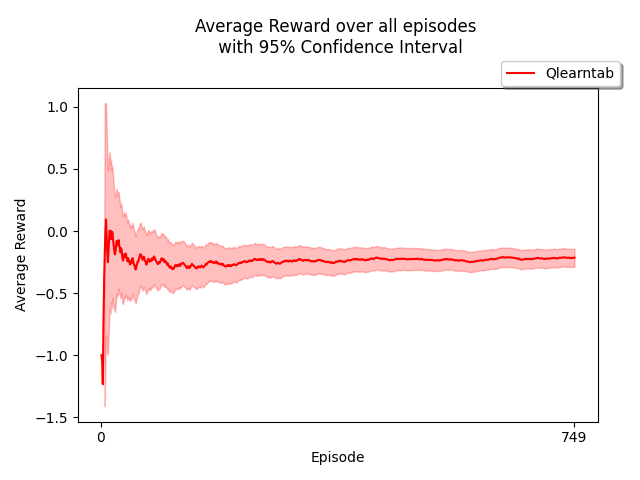 Average Reward over all episodes
with 95% Confidence Interval
Qlearntab
1.0
0.5
0.0
−0.5
−1.0
−1.5
Average Reward
0
749
Episode